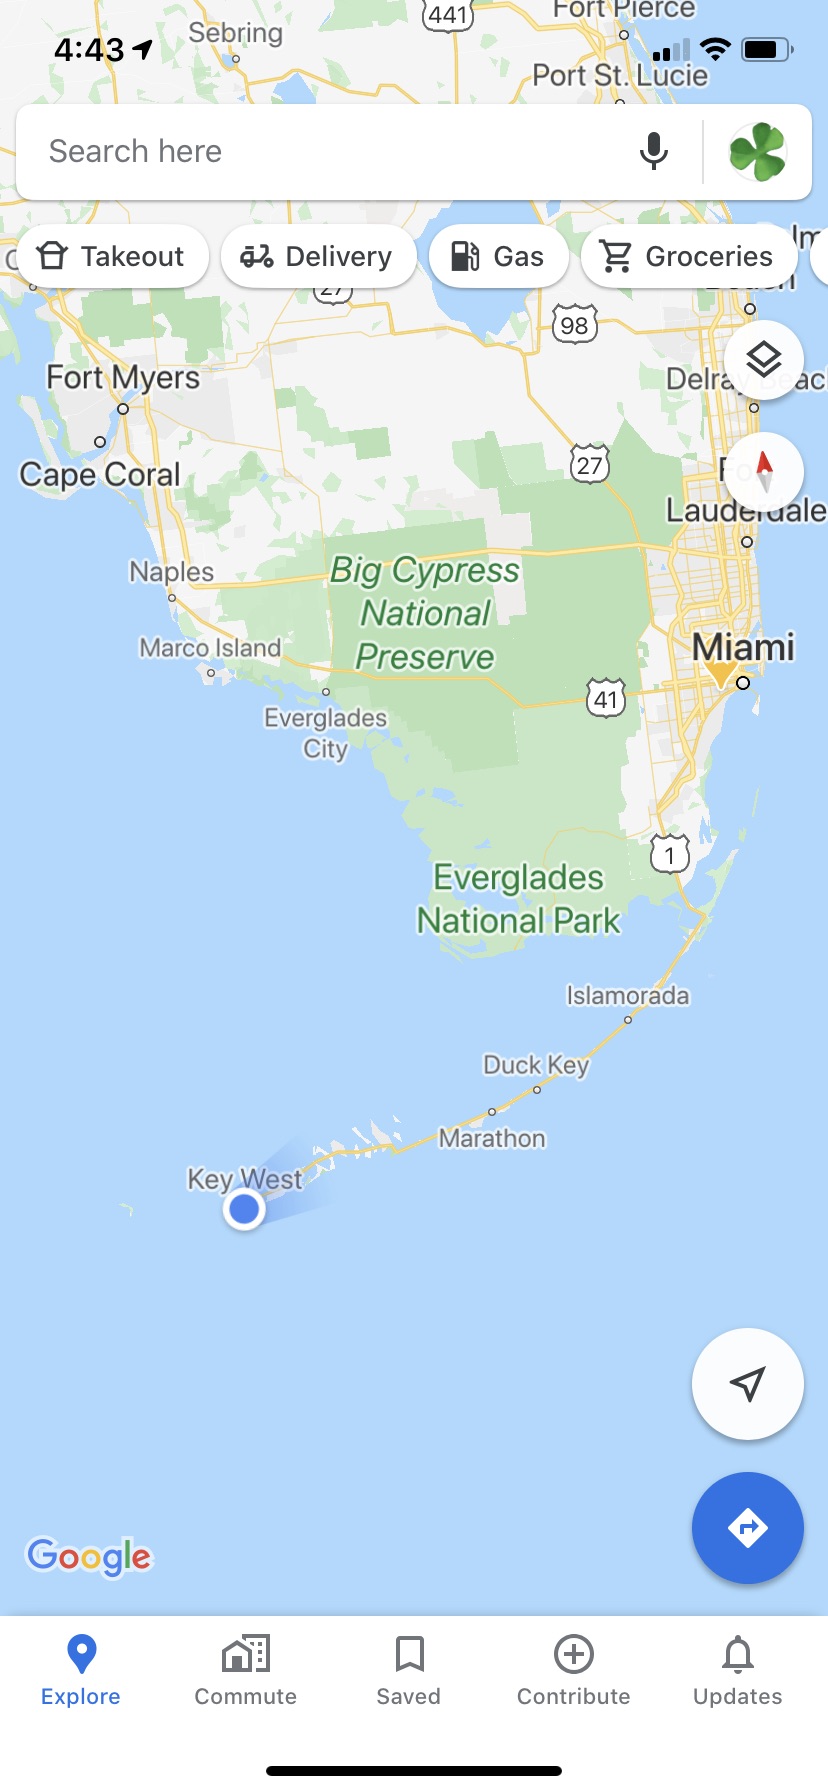 441
Fort Pierce
Sebring
4:43
Port St. Lucie
Search here
Takeout
Delivery
Gas
Groceries
27
98
Fort Myers
Delray Beac
27
Cape Coral
Lauderdale
Big Cypress
National
Preserve
Naples
Marco Island
Miami
41
Everglades
City
1
Everglades
National Park
Islamorada
Duck Key
Marathon
Key West
Google
Explore
Commute
Saved
Contribute
Updates